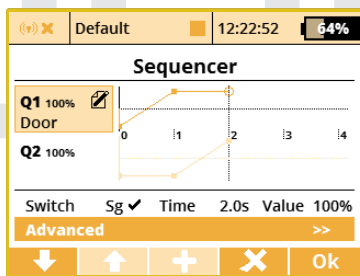 Default 12:22:52 64%
Sequencer
Q1 100%
Door
0 1 2 3 4
Q2 100%
Switch Sg ✔ Time 2.0s Value 100%
Advanced >>
Ok